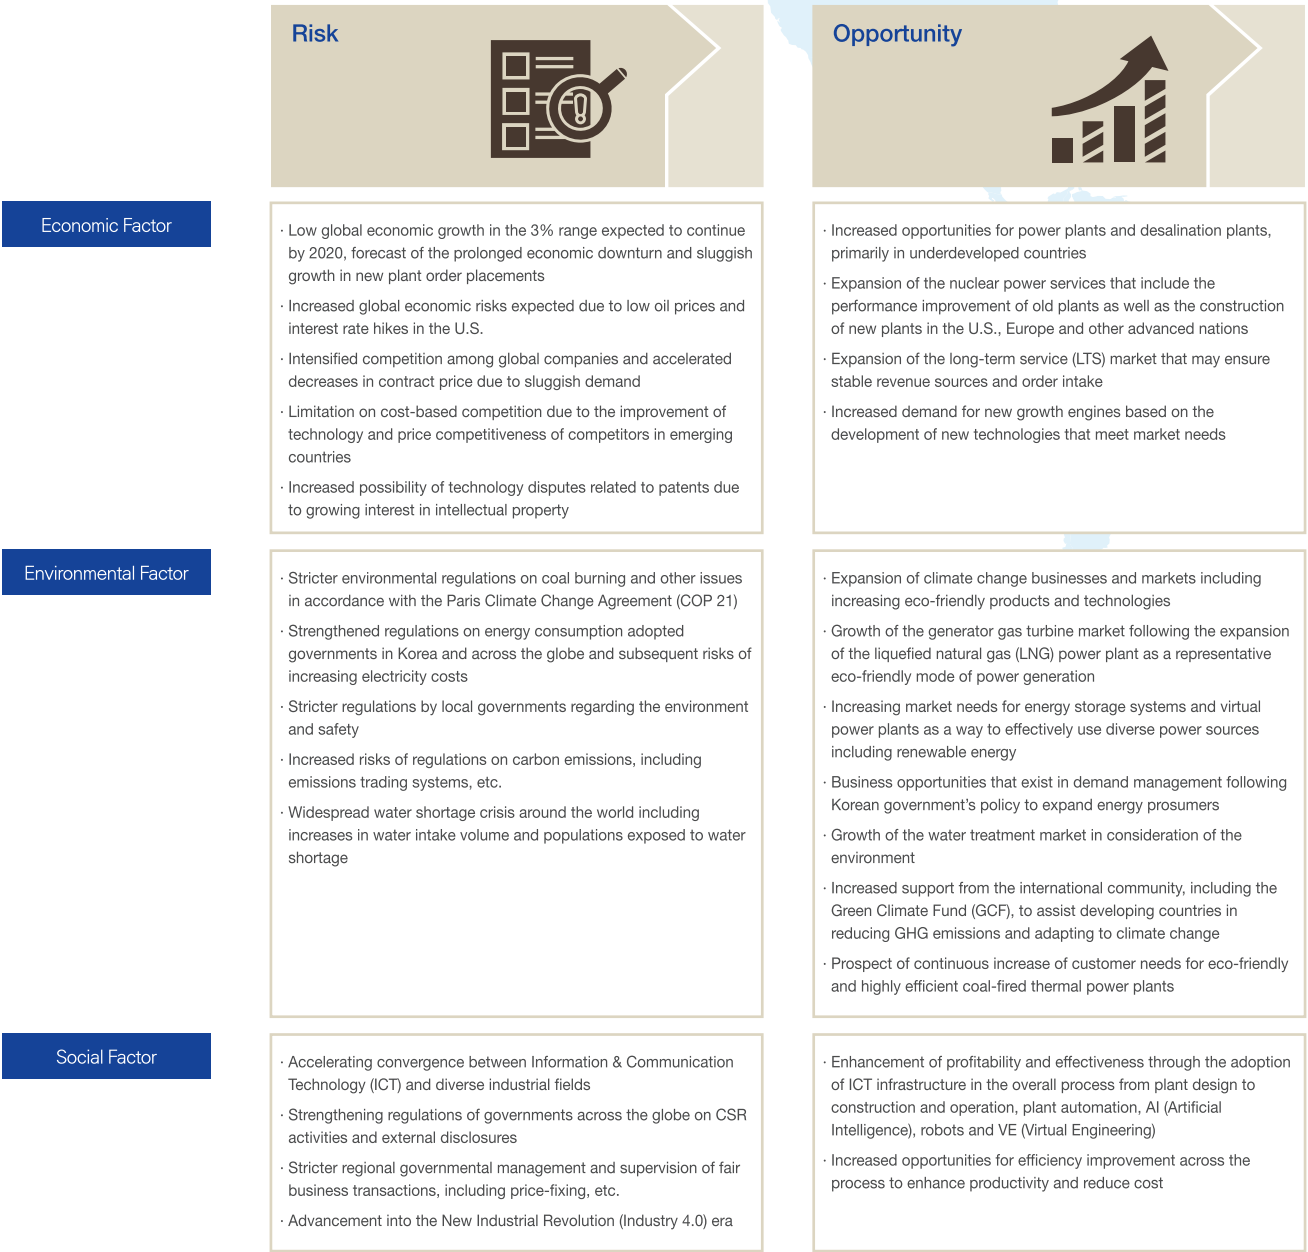 Risk
Opportunity
Economic Factor
· Low global economic growth in the 3% range expected to continue
by 2020, forecast of the prolonged economic downturn and sluggish
growth in new plant order placements
· Increased global economic risks expected due to low oil prices and
interest rate hikes in the U.S.
· Intensified competition among global companies and accelerated
decreases in contract price due to sluggish demand
· Limitation on cost-based competition due to the improvement of
technology and price competitiveness of competitors in emerging
countries
· Increased possibility of technology disputes related to patents due
to growing interest in intellectual property
· Increased opportunities for power plants and desalination plants,
primarily in underdeveloped countries
· Expansion of the nuclear power services that include the
performance improvement of old plants as well as the construction
of new plants in the U.S., Europe and other advanced nations
· Expansion of the long-term service (LTS) market that may ensure
stable revenue sources and order intake
· Increased demand for new growth engines based on the
development of new technologies that meet market needs
Environmental Factor
· Stricter environmental regulations on coal burning and other issues
in accordance with the Paris Climate Change Agreement (COP 21)
· Strengthened regulations on energy consumption adopted
governments in Korea and across the globe and subsequent risks of
increasing electricity costs
· Stricter regulations by local governments regarding the environment
and safety
· Increased risks of regulations on carbon emissions, including
emissions trading systems, etc.
· Widespread water shortage crisis around the world including
increases in water intake volume and populations exposed to water
shortage
· Expansion of climate change businesses and markets including
increasing eco-friendly products and technologies
· Growth of the generator gas turbine market following the expansion
of the liquefied natural gas (LNG) power plant as a representative
eco-friendly mode of power generation
· Increasing market needs for energy storage systems and virtual
power plants as a way to effectively use diverse power sources
including renewable energy
· Business opportunities that exist in demand management following
Korean government's policy to expand energy prosumers
· Growth of the water treatment market in consideration of the
environment
· Increased support from the international community, including the
Green Climate Fund (GCF), to assist developing countries in
reducing GHG emissions and adapting to climate change
· Prospect of continuous increase of customer needs for eco-friendly
and highly efficient coal-fired thermal power plants
Social Factor
· Accelerating convergence between Information & Communication
Technology (ICT) and diverse industrial fields
· Strengthening regulations of governments across the globe on CSR
activities and external disclosures
· Stricter regional governmental management and supervision of fair
business transactions, including price-fixing, etc.
· Advancement into the New Industrial Revolution (Industry 4.0) era
· Enhancement of profitability and effectiveness through the adoption
of ICT infrastructure in the overall process from plant design to
construction and operation, plant automation, AI (Artificial
Intelligence), robots and VE (Virtual Engineering)
· Increased opportunities for efficiency improvement across the
process to enhance productivity and reduce cost